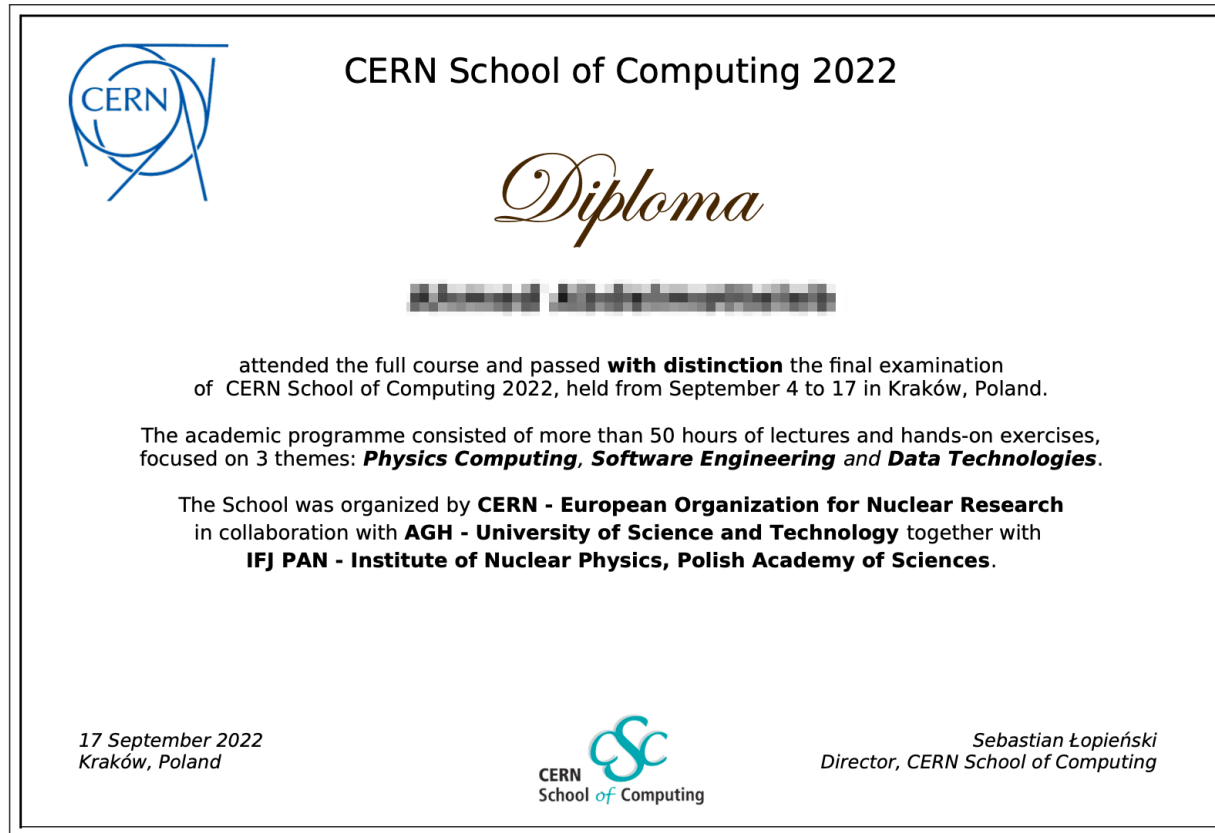 CERN
CERN School of Computing 2022
Diploma
attended the full course and passed with distinction the final examination
of CERN School of Computing 2022, held from September 4 to 17 in Kraków, Poland.
The academic programme consisted of more than 50 hours of lectures and hands-on exercises,
focused on 3 themes: Physics Computing, Software Engineering and Data Technologies.
The School was organized by CERN - European Organization for Nuclear Research
in collaboration with AGH - University of Science and Technology together with
IFJ PAN - Institute of Nuclear Physics, Polish Academy of Sciences.
17 September 2022
Kraków, Poland
CSC
CERN
School of Computing
Sebastian Łopieński
Director, CERN School of Computing